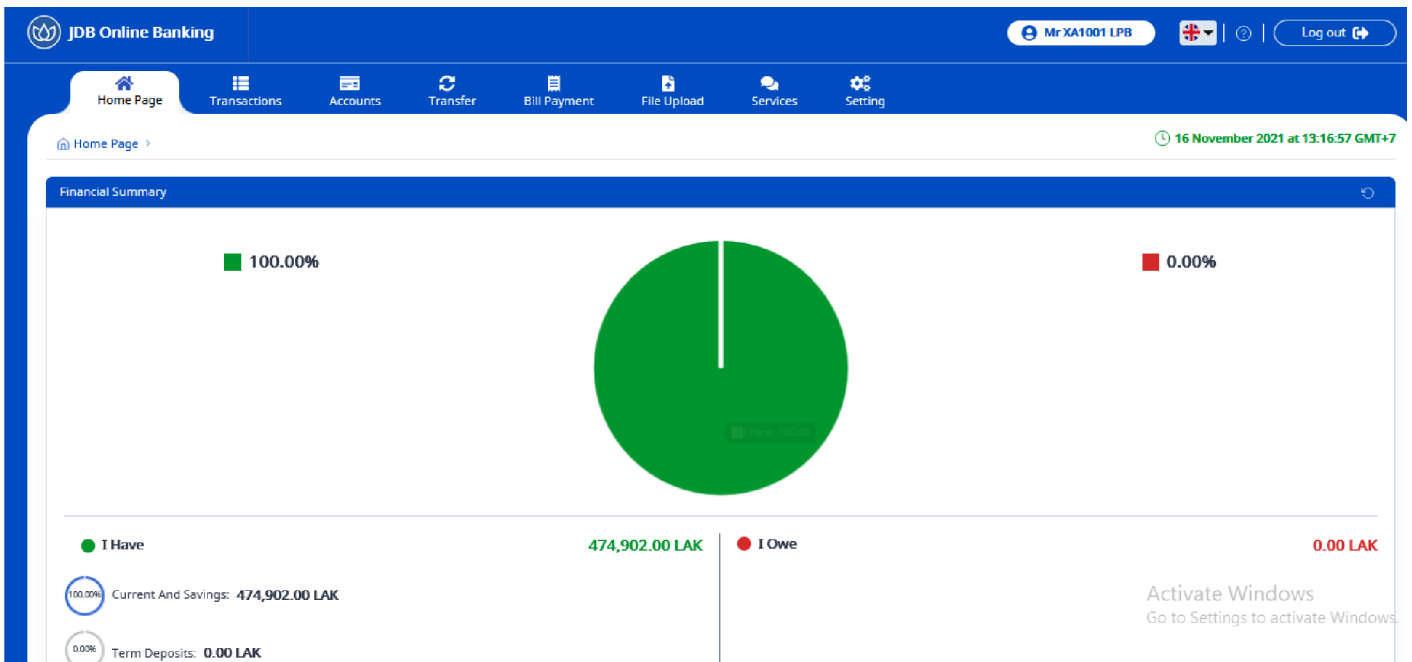 JDB Online Banking
Mr XA1001 LPB
Log out
Home Page
Transactions
Accounts
Transfer
Bill Payment
File Upload
Services
Setting
Home Page
16 November 2021 at 13:16:57 GMT+7
Financial Summary
100.00%
0.00%
I Have: 100.00
I Have
474,902.00 LAK
I Owe
0.00 LAK
100.00%
Current And Savings: 474,902.00 LAK
0.00%
Term Deposits: 0.00 LAK
Activate Windows
Go to Settings to activate Windows.